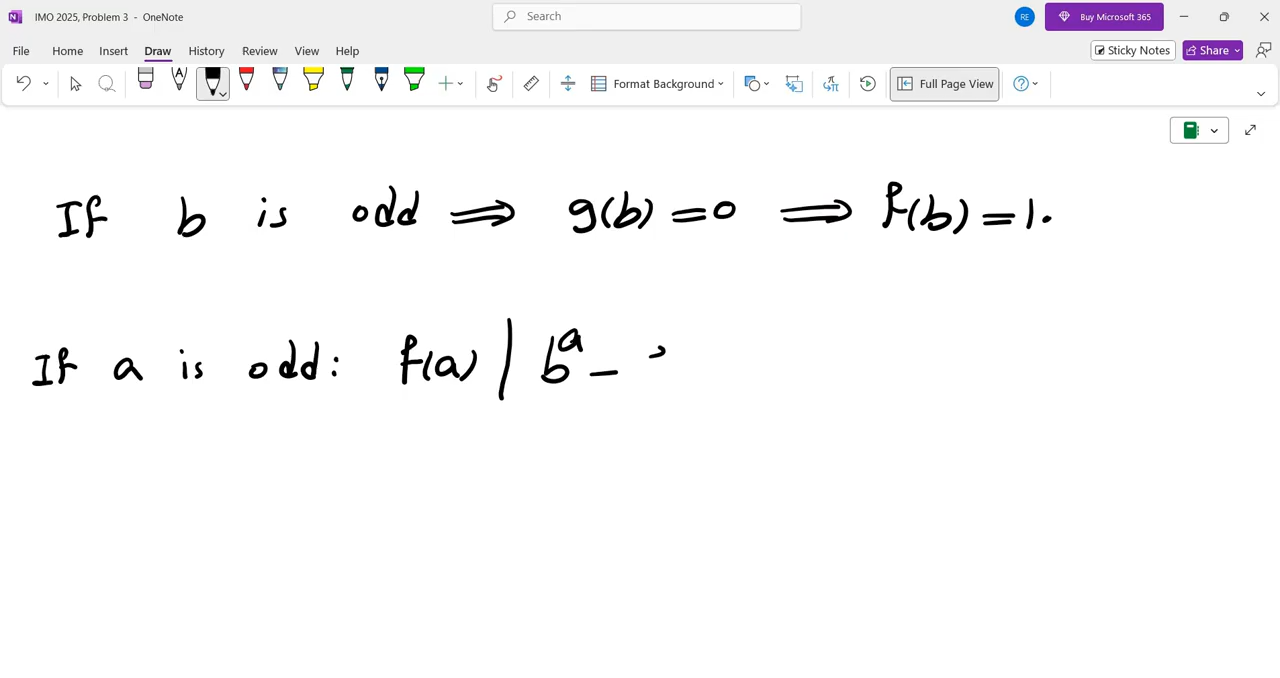 IMO 2025, Problem 3 - OneNote
Search
RE
Buy Microsoft 365
File Home Insert Draw History Review View Help
Sticky Notes
Share
Format Background
Full Page View
If b is odd ⟹ g(b) = 0 ⟹ f(b) = 1.
If a is odd: f(a) | b^a -